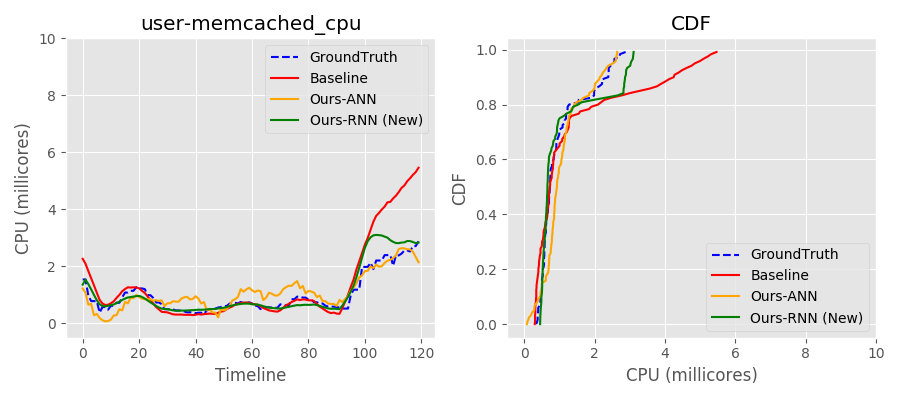 user-memcached_cpu
CPU (millicores)
10
8
6
4
2
0
GroundTruth
Baseline
Ours-ANN
Ours-RNN (New)
0 20 40 60 80 100 120
Timeline
CDF
CDF
1.0
0.8
0.6
0.4
0.2
0.0
GroundTruth
Baseline
Ours-ANN
Ours-RNN (New)
0 2 4 6 8 10
CPU (millicores)